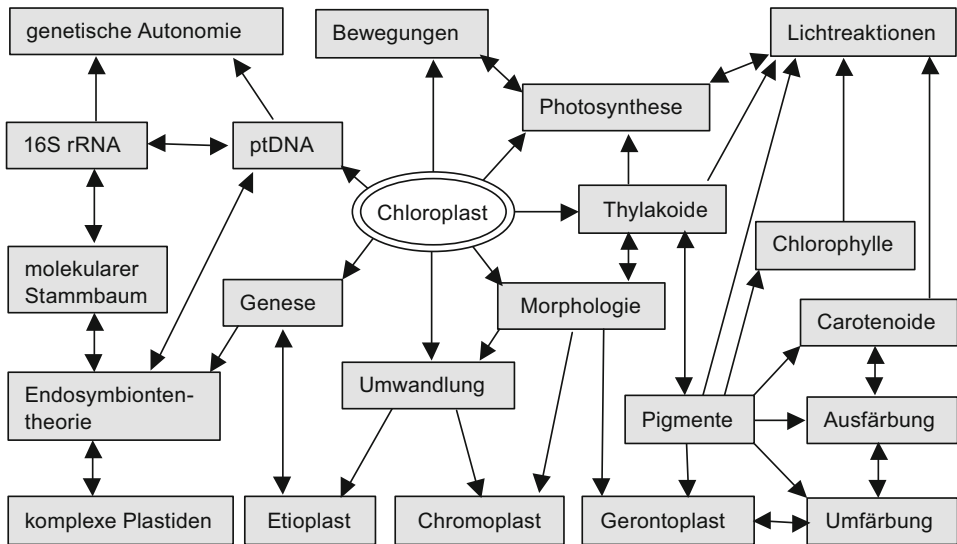 genetische Autonomie
Bewegungen
Lichtreaktionen
Photosynthese
16S rRNA
ptDNA
Chloroplast
Thylakoide
Chlorophylle
molekularer
Stammbaum
Genese
Morphologie
Carotenoide
Umwandlung
Endosymbionten-
theorie
Pigmente
Ausfärbung
komplexe Plastiden
Etioplast
Chromoplast
Gerontoplast
Umfärbung